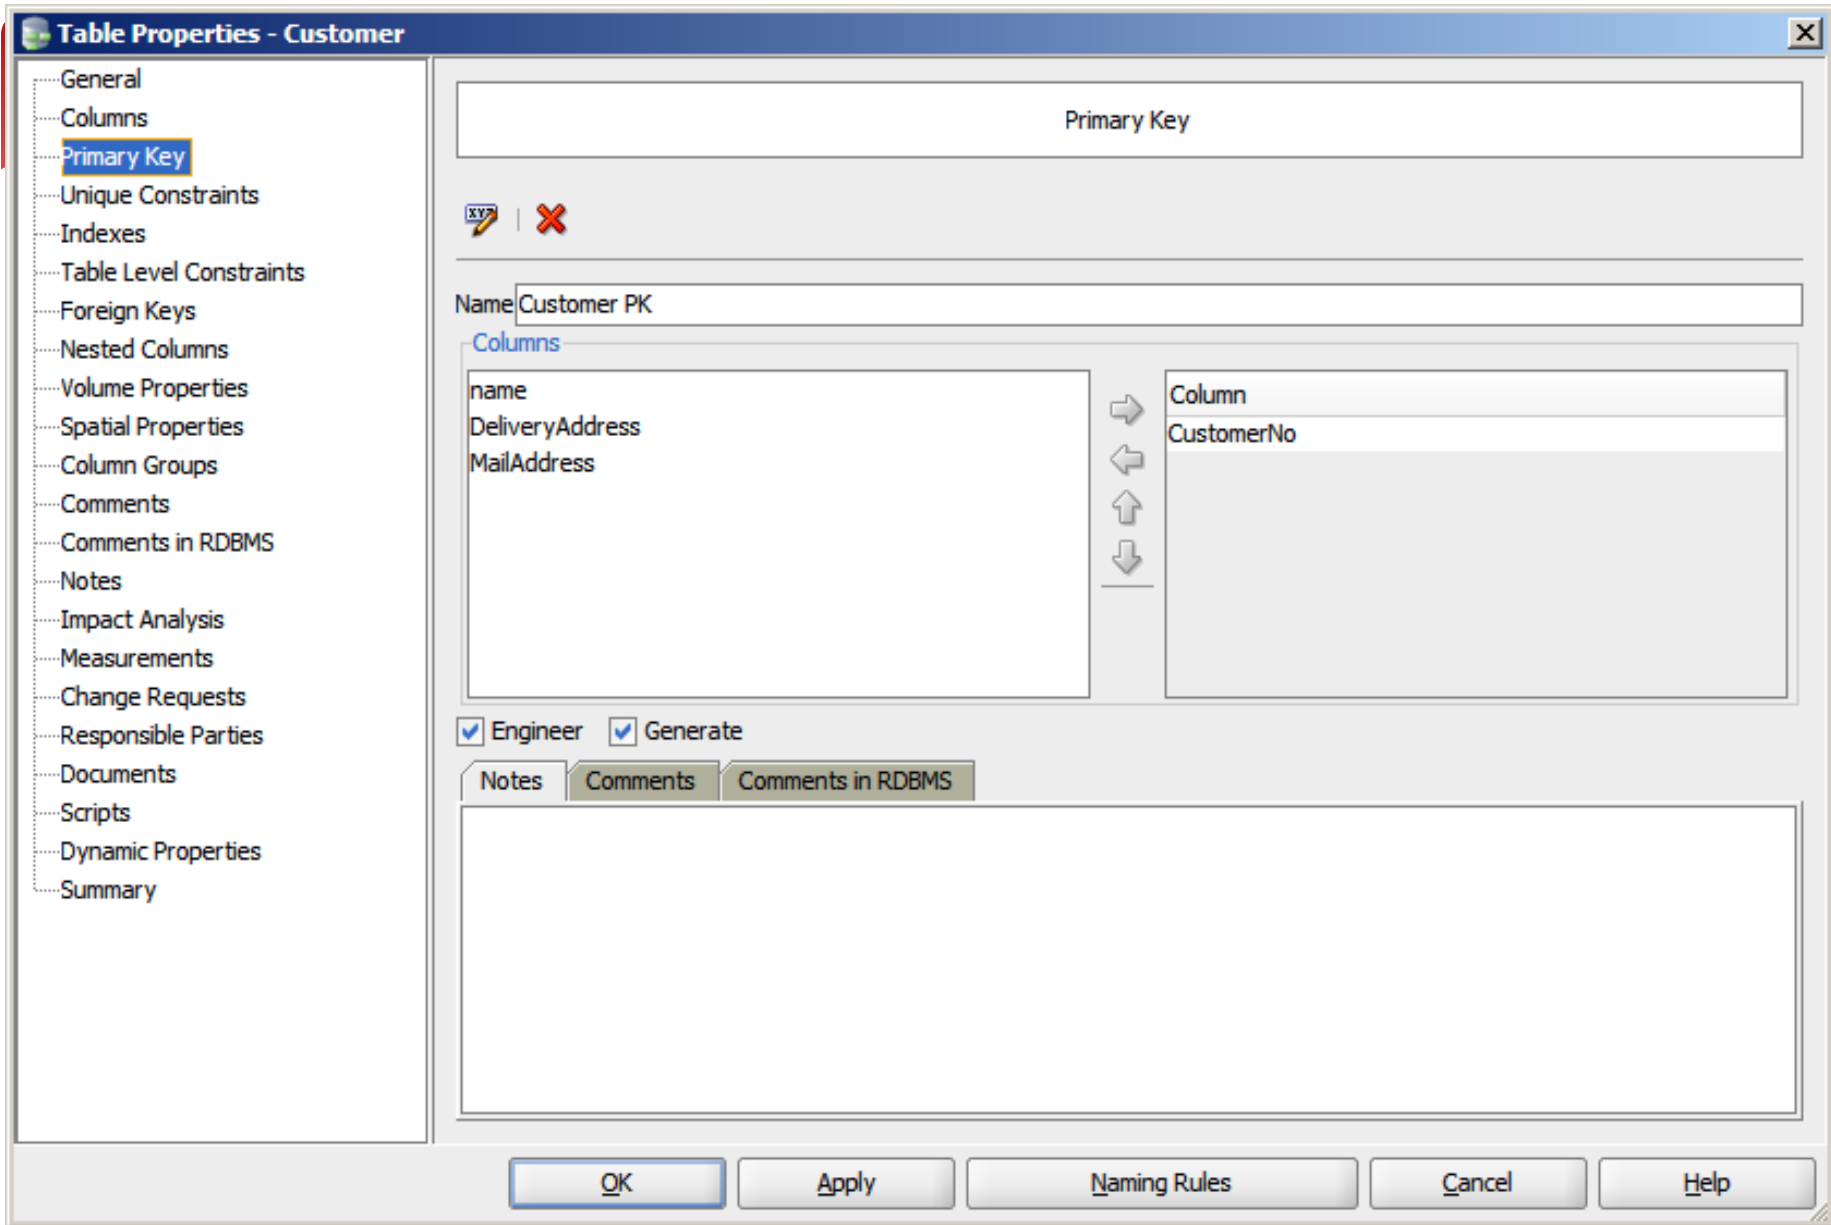 Table Properties - Customer
General
Columns
Primary Key
Unique Constraints
Indexes
Table Level Constraints
Foreign Keys
Nested Columns
Volume Properties
Spatial Properties
Column Groups
Comments
Comments in RDBMS
Notes
Impact Analysis
Measurements
Change Requests
Responsible Parties
Documents
Scripts
Dynamic Properties
Summary
Primary Key
XYZ
Name Customer PK
Columns
name
DeliveryAddress
MailAddress
Column
CustomerNo
Engineer Generate
Notes Comments Comments in RDBMS
OK Apply Naming Rules Cancel Help